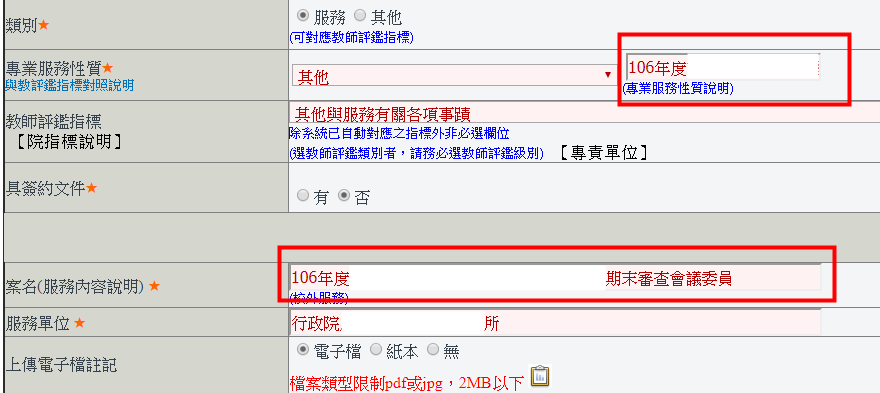 類別★
服務 其他
(可對應教師評鑑指標)
專業服務性質★
與教評鑑指標對照說明
其他
106年度
(專業服務性質說明)
教師評鑑指標
【院指標說明】
其他與服務有關各項事蹟
除系統已自動對應之指標外非必選欄位
(選教師評鑑類別者，請務必選教師評鑑級別) 【專責單位】
具簽約文件★
有 否
案名(服務內容說明) ★
106年度 期末審查會議委員
(校外服務)
服務單位 ★
行政院 所
上傳電子檔註記
電子檔 紙本 無
檔案類型限制pdf或jpg，2MB以下